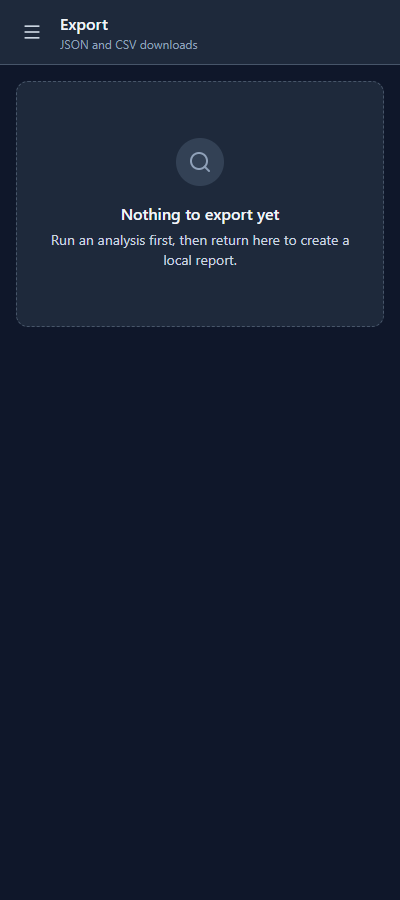 Export
JSON and CSV downloads
Nothing to export yet
Run an analysis first, then return here to create a
local report.